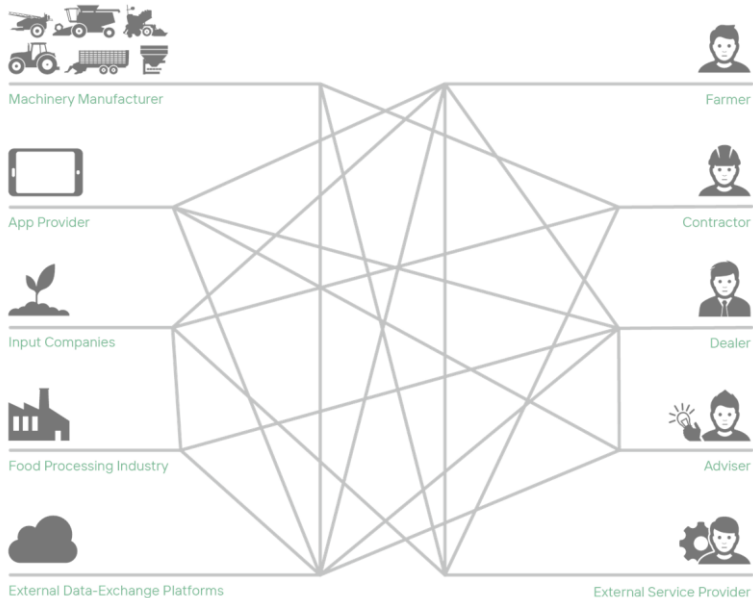 Machinery Manufacturer
Farmer
App Provider
Contractor
Input Companies
Dealer
Food Processing Industry
Adviser
External Data-Exchange Platforms
External Service Provider